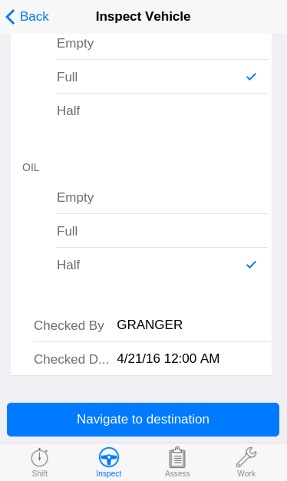 Back
Inspect Vehicle
Empty
Full
Half
OIL
Empty
Full
Half
Checked By GRANGER
Checked D... 4/21/16 12:00 AM
Navigate to destination
Shift Inspect Assess Work